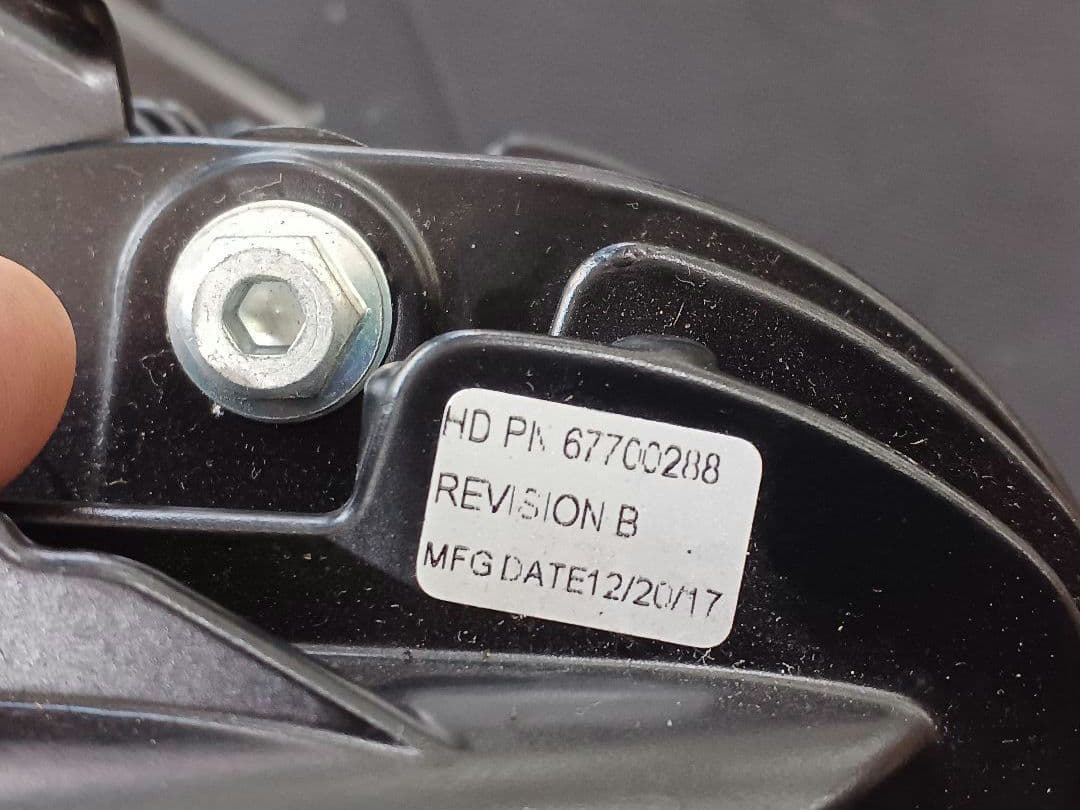 HD PN 67700288
REVISION B
MFG DATE12/20/17